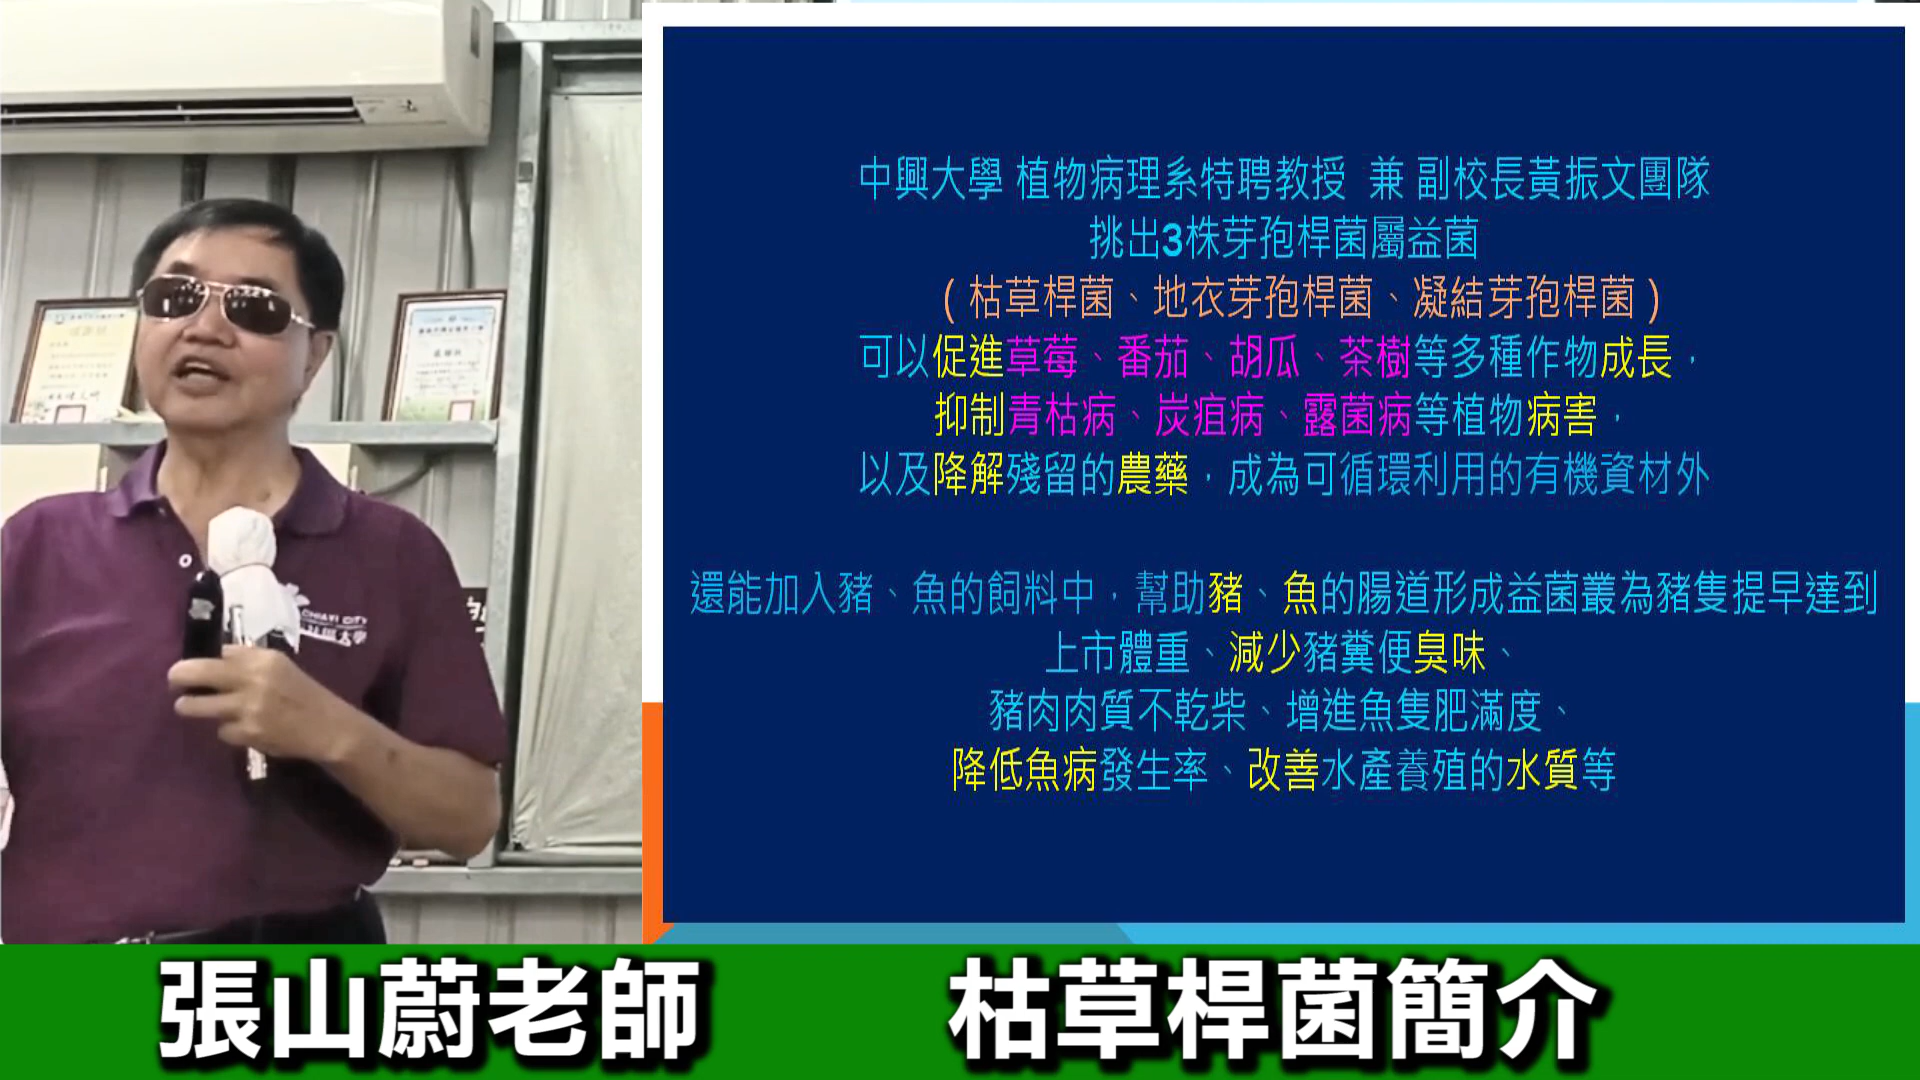 中興大學 植物病理系特聘教授 兼 副校長黃振文團隊
挑出3株芽孢桿菌屬益菌
(枯草桿菌、地衣芽孢桿菌、凝結芽孢桿菌)
可以促進草莓、番茄、胡瓜、茶樹等多種作物成長，
抑制青枯病、炭疽病、露菌病等植物病害，
以及降解殘留的農藥，成為可循環利用的有機資材外
還能加入豬、魚的飼料中，幫助豬、魚的腸道形成益菌叢為豬隻提早達到
上市體重、減少豬糞便臭味、
豬肉肉質不乾柴、增進魚隻肥滿度、
降低魚病發生率、改善水產養殖的水質等
CHIAYI CITY
大學
張山蔚老師
枯草桿菌簡介